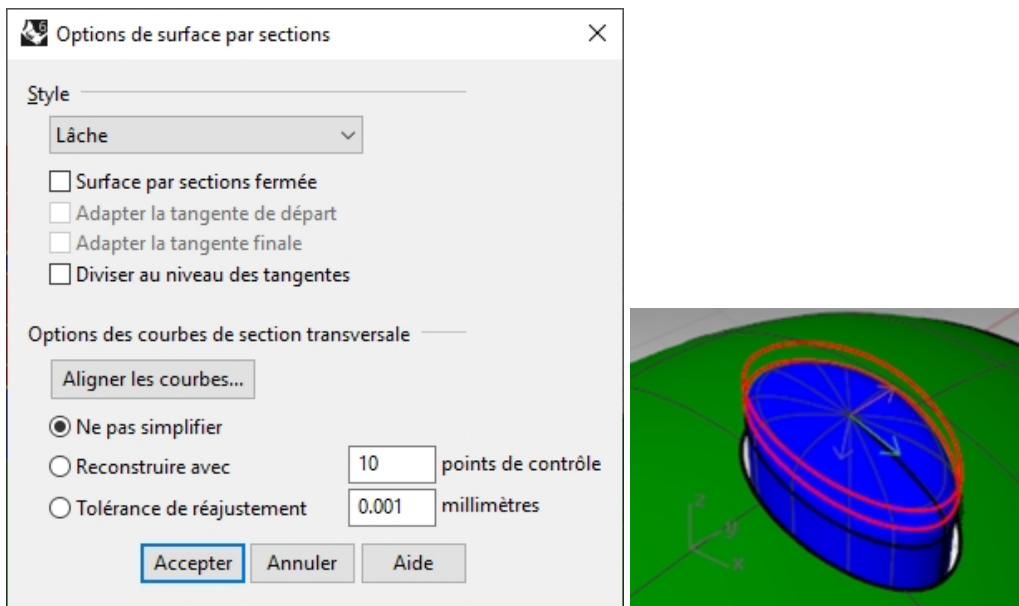 Options de surface par sections
Style
Lâche
Surface par sections fermée
Adapter la tangente de départ
Adapter la tangente finale
Diviser au niveau des tangentes
Options des courbes de section transversale
Aligner les courbes...
Ne pas simplifier
Reconstruire avec 10 points de contrôle
Tolérance de réajustement 0.001 millimètres
Accepter Annuler Aide
z
y
x